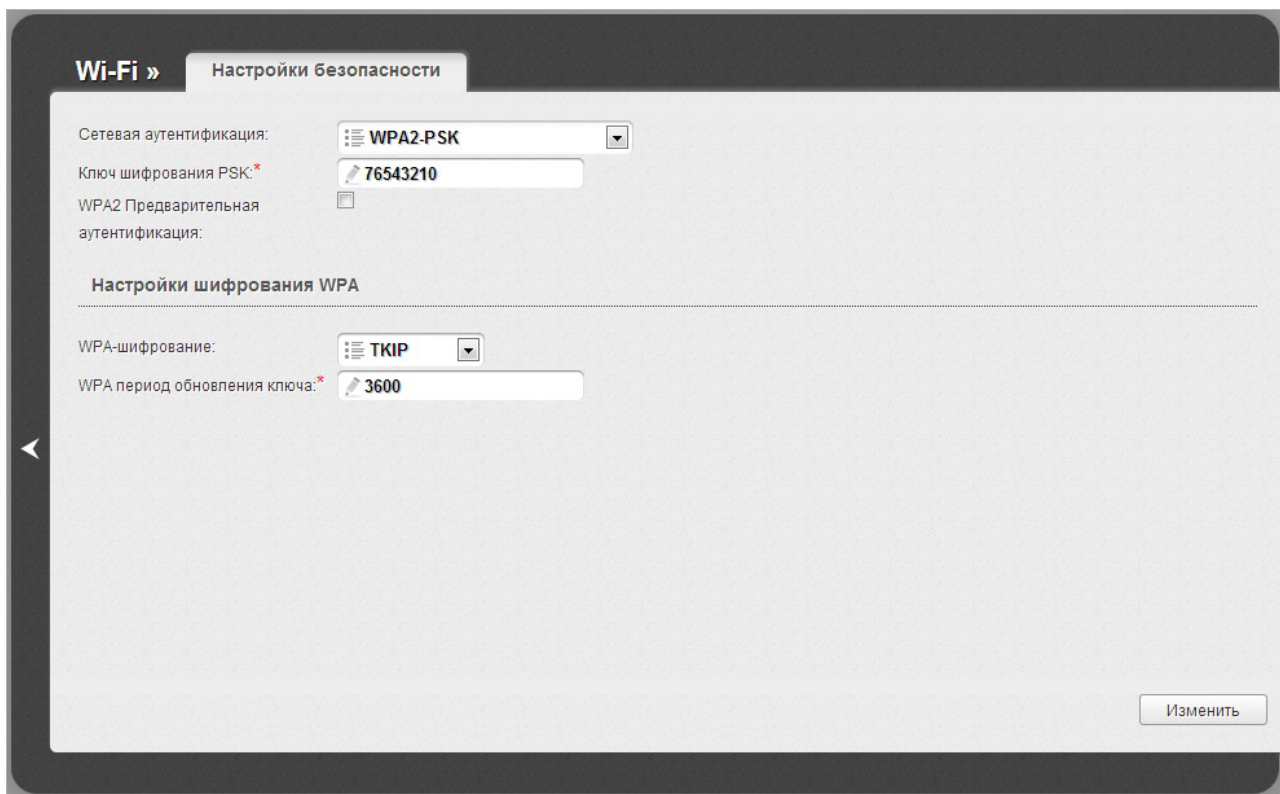 Wi-Fi » Настройки безопасности
Сетевая аутентификация: WPA2-PSK
Ключ шифрования PSK:* 76543210
WPA2 Предварительная
аутентификация:
Настройки шифрования WPA
WPA-шифрование: TKIP
WPA период обновления ключа:* 3600
Изменить